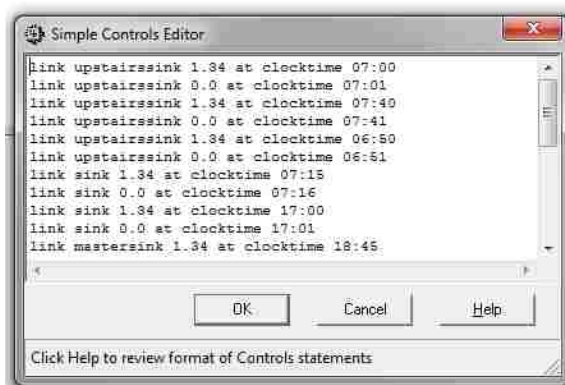 Simple Controls Editor
link upstairssink 1.34 at clocktime 07:00
link upstairssink 0.0 at clocktime 07:01
link upstairssink 1.34 at clocktime 07:40
link upstairssink 0.0 at clocktime 07:41
link upstairssink 1.34 at clocktime 06:50
link upstairssink 0.0 at clocktime 06:51
link sink 1.34 at clocktime 07:15
link sink 0.0 at clocktime 07:16
link sink 1.34 at clocktime 17:00
link sink 0.0 at clocktime 17:01
link mastersink 1.34 at clocktime 18:45
OK Cancel Help
Click Help to review format of Controls statements